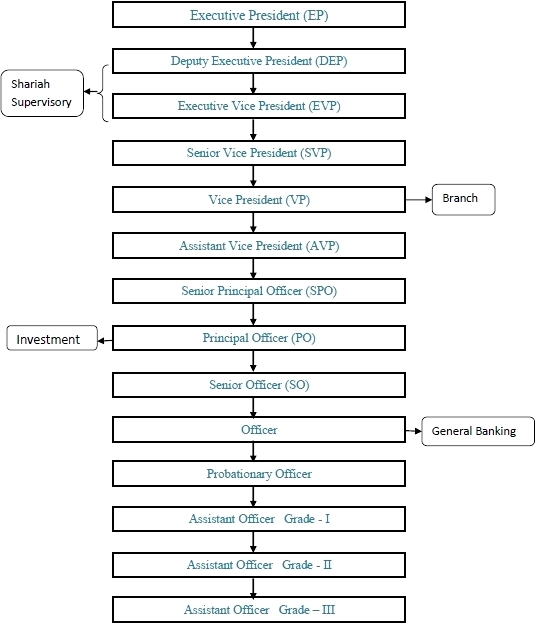 Executive President (EP)
Deputy Executive President (DEP)
Shariah
Supervisory
Executive Vice President (EVP)
Senior Vice President (SVP)
Vice President (VP)
Branch
Assistant Vice President (AVP)
Senior Principal Officer (SPO)
Principal Officer (PO)
Investment
Senior Officer (SO)
Officer
General Banking
Probationary Officer
Assistant Officer Grade - I
Assistant Officer Grade - II
Assistant Officer Grade – III